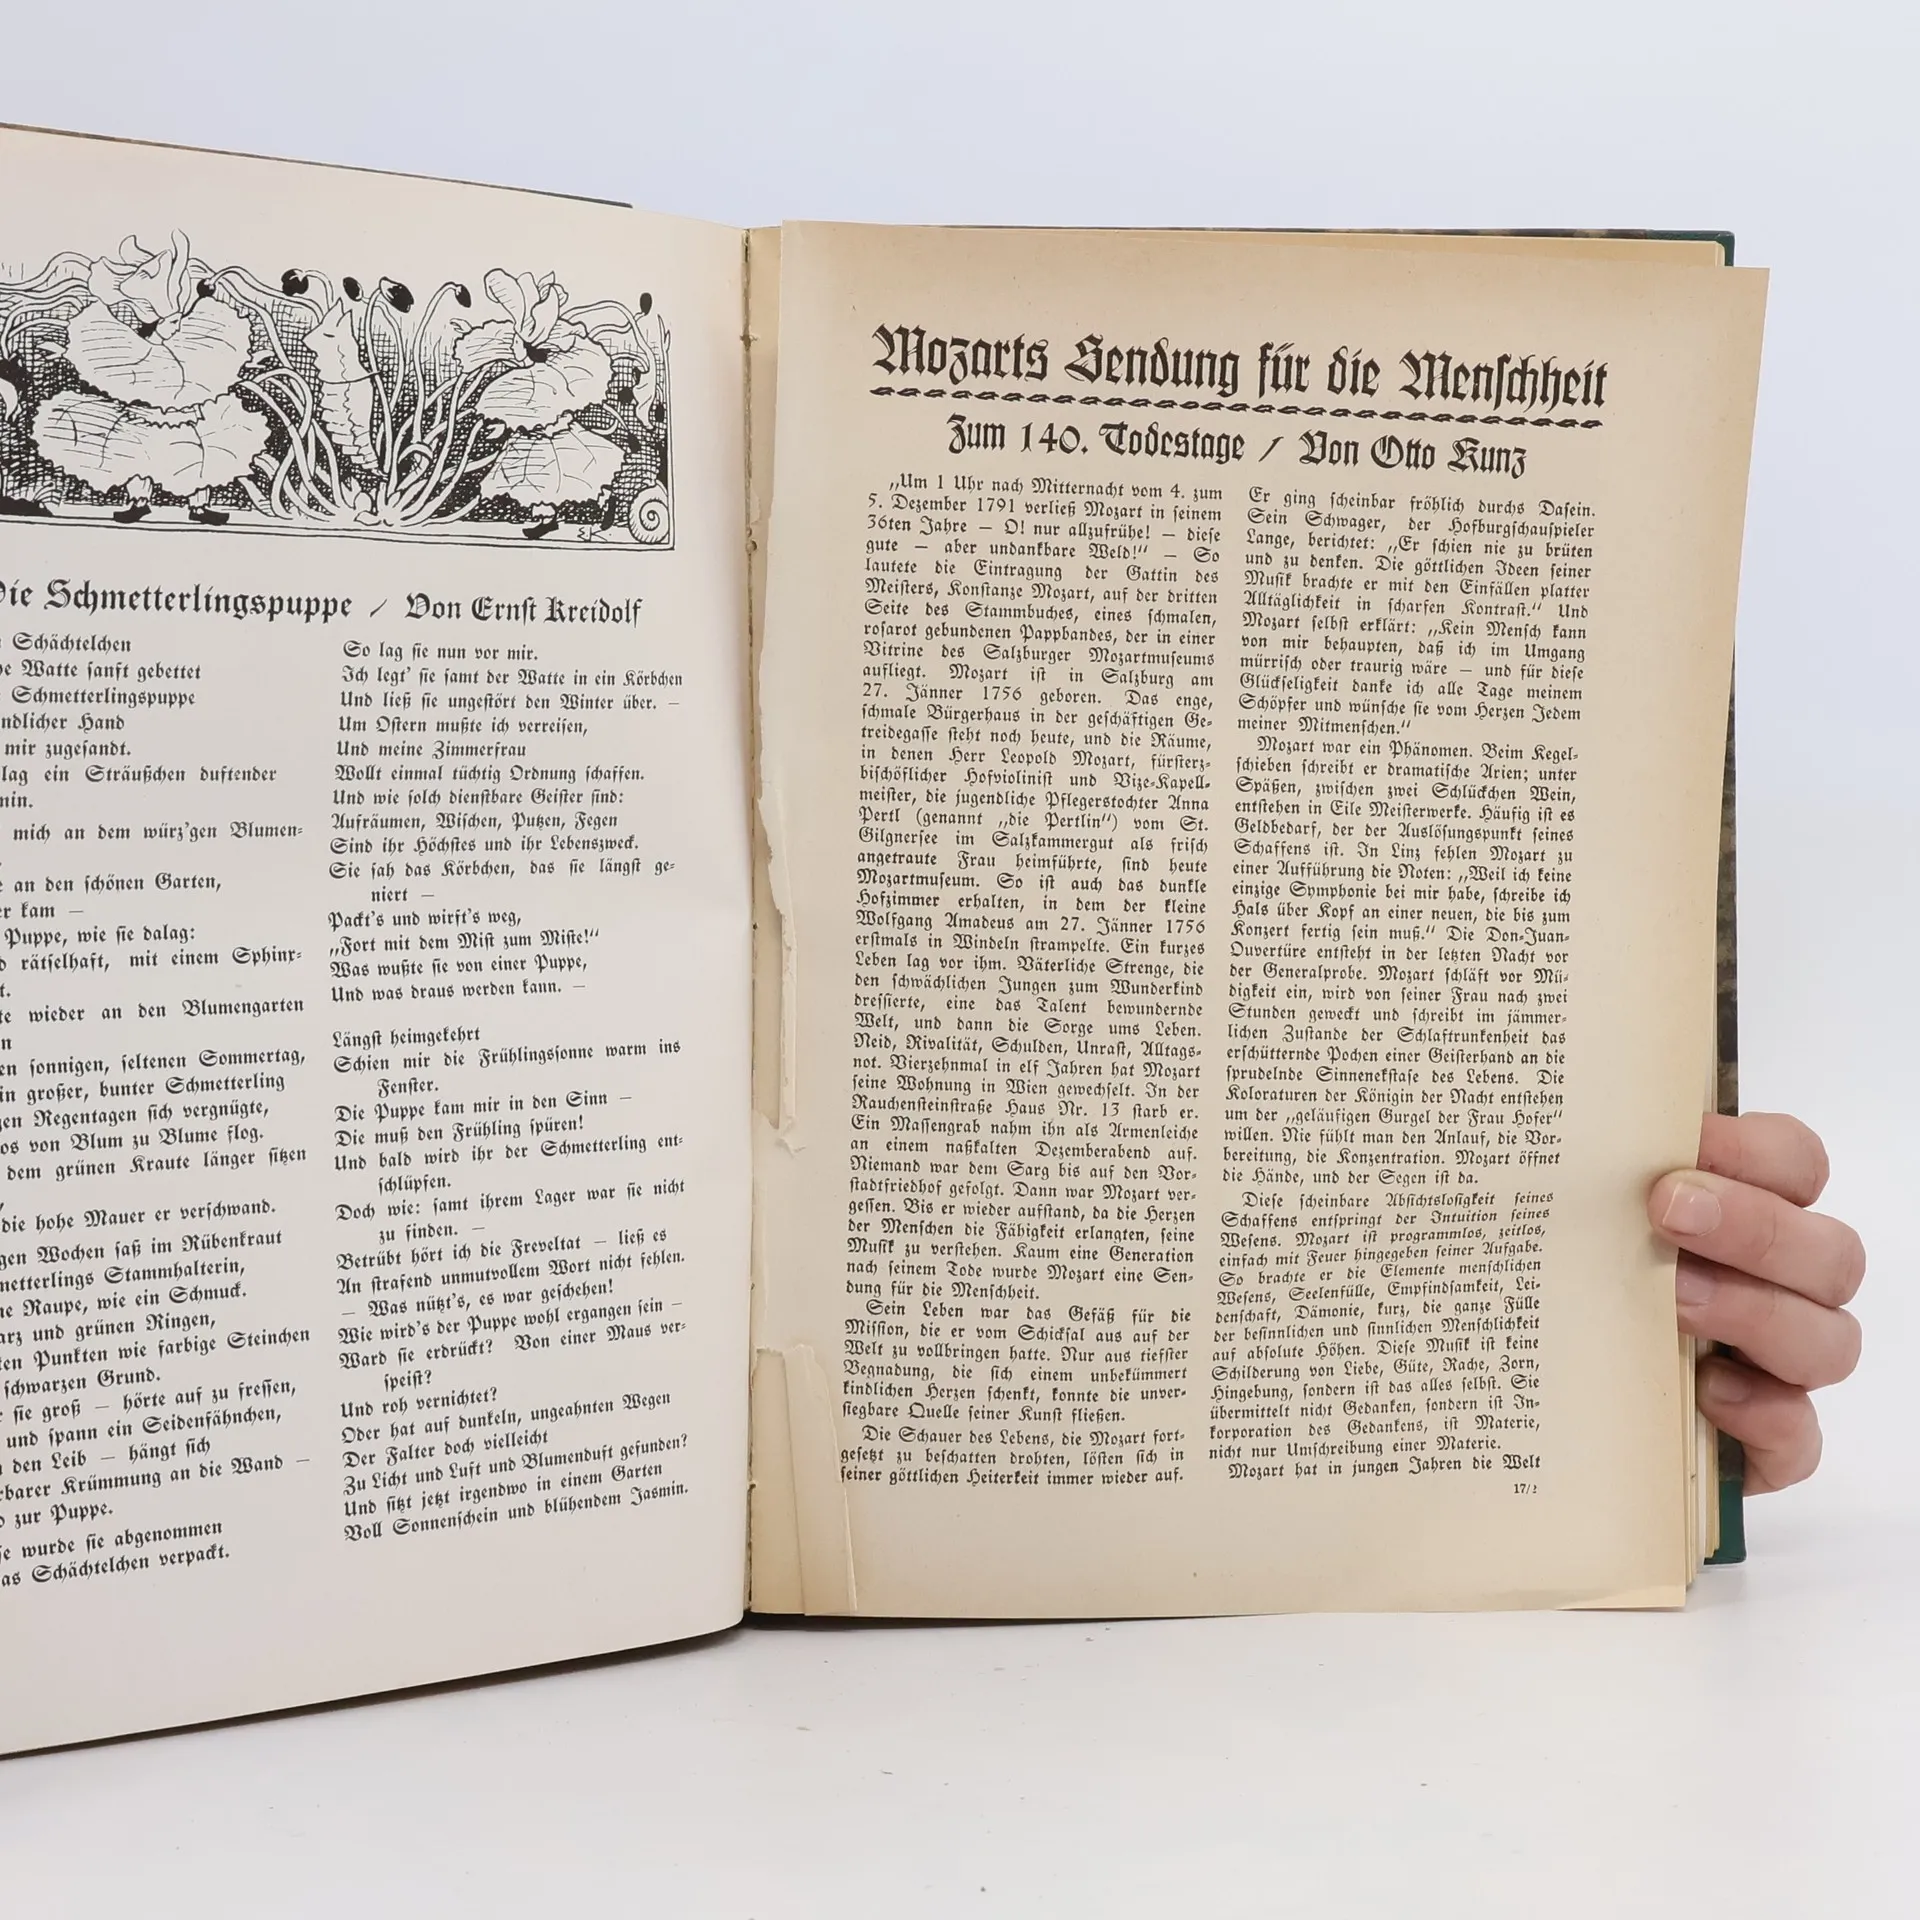 Die Schmetterlingspuppe / Von Ernst Kreidolf
Schächtelchen
Watte sanft gebettet
Schmetterlingspuppe
Hand
mir zugesandt.
lag ein Sträußchen duftender
mich an dem würz'gen Blumen-
an den schönen Garten,
kam —
Puppe, wie sie dalag:
rätselhaft, mit einem Sphinx-
wieder an den Blumengarten
sonnigen, seltenen Sommertag,
großer, bunter Schmetterling
Regentagen sich vergnügte,
von Blum zu Blume flog.
dem grünen Kraute länger sitzen
die hohe Mauer er verschwand.
Wochen saß im Rübenkraut
Stammhalterin,
Raupe, wie ein Schmuck.
und grünen Ringen,
Punkten wie farbige Steinchen
schwarzen Grund.
sie groß — hörte auf zu fressen,
und spann ein Seidenfähnchen,
den Leib — hängt sich
Krümmung an die Wand —
zur Puppe.
wurde sie abgenommen
Schächtelchen verpackt.
So lag sie nun vor mir.
Ich legt' sie samt der Watte in ein Körbchen
Und ließ sie ungestört den Winter über. —
Um Ostern mußte ich verreisen,
Und meine Zimmerfrau
Wollt einmal tüchtig Ordnung schaffen.
Und wie solch dienstbare Geister sind:
Aufräumen, Wischen, Putzen, Fegen
Sind ihr Höchstes und ihr Lebenszweck.
Sie sah das Körbchen, das sie längst ge-
niert —
Packt's und wirft's weg,
„Fort mit dem Mist zum Miste!“
Was wußte sie von einer Puppe,
Und was draus werden kann. —
Längst heimgekehrt
Schien mir die Frühlingssonne warm ins
Fenster.
Die Puppe kam mir in den Sinn —
Die muß den Frühling spüren!
Und bald wird ihr der Schmetterling ent-
schlüpfen.
Doch wie: samt ihrem Lager war sie nicht
zu finden. —
Betrübt hört ich die Freveltat — ließ es
An strafend unmutvollem Wort nicht fehlen.
— Was nützt's, es war geschehen!
Wie wird's der Puppe wohl ergangen sein —
Ward sie erdrückt? Von einer Maus ver-
speist?
Und roh vernichtet?
Oder hat auf dunkeln, ungeahnten Wegen
Der Falter doch vielleicht
Zu Licht und Luft und Blumenduft gefunden?
Und sitzt jetzt irgendwo in einem Garten
Voll Sonnenschein und blühendem Jasmin.
Mozarts Sendung für die Menschheit
Zum 140. Todestage / Von Otto Kunz
„Um 1 Uhr nach Mitternacht vom 4. zum
5. Dezember 1791 verließ Mozart in seinem
36ten Jahre — O! nur allzufrühe! — diese
gute — aber undankbare Weld!“ — So
lautete die Eintragung der Gattin des
Meisters, Konstanze Mozart, auf der dritten
Seite des Stammbuches, eines schmalen,
rosarot gebundenen Pappbandes, der in einer
Vitrine des Salzburger Mozartmuseums
aufliegt. Mozart ist in Salzburg am
27. Jänner 1756 geboren. Das enge,
schmale Bürgerhaus in der geschäftigen Ge-
treidegasse steht noch heute, und die Räume,
in denen Herr Leopold Mozart, fürsterz-
bischöflicher Hofviolinist und Vize-Kapell-
meister, die jugendliche Pflegerstochter Anna
Pertl (genannt „die Pertlin“) vom St.
Gilgnersee im Salzkammergut als frisch
angetraute Frau heimführte, sind heute
Mozartmuseum. So ist auch das dunkle
Hofzimmer erhalten, in dem der kleine
Wolfgang Amadeus am 27. Jänner 1756
erstmals in Windeln strampelte. Ein kurzes
Leben lag vor ihm. Väterliche Strenge, die
den schwächlichen Jungen zum Wunderkind
dressierte, eine das Talent bewundernde
Welt, und dann die Sorge ums Leben.
Neid, Rivalität, Schulden, Unrast, Alltags-
not. Vierzehnmal in elf Jahren hat Mozart
seine Wohnung in Wien gewechselt. In der
Rauchensteinstraße Haus Nr. 13 starb er.
Ein Massengrab nahm ihn als Armenleiche
an einem naßkalten Dezemberabend auf.
Niemand war dem Sarg bis auf den Vor-
stadtfriedhof gefolgt. Dann war Mozart ver-
gessen. Bis er wieder aufstand, da die Herzen
der Menschen die Fähigkeit erlangten, seine
Musik zu verstehen. Kaum eine Generation
nach seinem Tode wurde Mozart eine Sen-
dung für die Menschheit.
Sein Leben war das Gefäß für die
Mission, die er vom Schicksal aus auf der
Welt zu vollbringen hatte. Nur aus tiefster
Begnadung, die sich einem unbekümmert
kindlichen Herzen schenkt, konnte die unver-
siegbare Quelle seiner Kunst fließen.
Die Schauer des Lebens, die Mozart fort-
gesetzt zu beschatten drohten, lösten sich in
seiner göttlichen Heiterkeit immer wieder auf.
Er ging scheinbar fröhlich durchs Dasein.
Sein Schwager, der Hofburgschauspieler
Lange, berichtet: „Er schien nie zu brüten
und zu denken. Die göttlichen Ideen seiner
Musik brachte er mit den Einfällen platter
Alltäglichkeit in scharfen Kontrast.“ Und
Mozart selbst erklärt: „Kein Mensch kann
von mir behaupten, daß ich im Umgang
mürrisch oder traurig wäre — und für diese
Glückseligkeit danke ich alle Tage meinem
Schöpfer und wünsche sie vom Herzen Jedem
meiner Mitmenschen.“
Mozart war ein Phänomen. Beim Kegel-
schieben schreibt er dramatische Arien; unter
Späßen, zwischen zwei Schlückchen Wein,
entstehen in Eile Meisterwerke. Häufig ist es
Geldbedarf, der der Auslösungspunkt seines
Schaffens ist. In Linz fehlen Mozart zu
einer Aufführung die Noten: „Weil ich keine
einzige Symphonie bei mir habe, schreibe ich
Hals über Kopf an einer neuen, die bis zum
Konzert fertig sein muß.“ Die Don-Juan-
Ouvertüre entsteht in der letzten Nacht vor
der Generalprobe. Mozart schläft vor Mü-
digkeit ein, wird von seiner Frau nach zwei
Stunden geweckt und schreibt im jämmer-
lichen Zustande der Schlaftrunkenheit das
erschütternde Pochen einer Geisterhand an die
sprudelnde Sinnenekstase des Lebens. Die
Koloraturen der Königin der Nacht entstehen
um der „geläufigen Gurgel der Frau Hofer“
willen. Nie fühlt man den Anlauf, die Vor-
bereitung, die Konzentration. Mozart öffnet
die Hände, und der Segen ist da.
Diese scheinbare Absichtslosigkeit seines
Schaffens entspringt der Intuition seines
Wesens. Mozart ist programmlos, zeitlos,
einfach mit Feuer hingegeben seiner Aufgabe.
So brachte er die Elemente menschlichen
Wesens, Seelenfülle, Empfindsamkeit, Lei-
denschaft, Dämonie, kurz, die ganze Fülle
der besinnlichen und sinnlichen Menschlichkeit
auf absolute Höhen. Diese Musik ist keine
Schilderung von Liebe, Güte, Rache, Zorn,
Hingebung, sondern ist das alles selbst. Sie
übermittelt nicht Gedanken, sondern ist In-
korporation des Gedankens, ist Materie,
nicht nur Umschreibung einer Materie.
Mozart hat in jungen Jahren die Welt
17/2